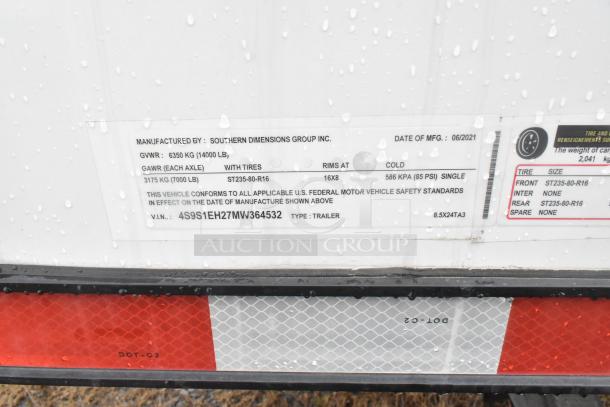 MANUFACTURED BY : SOUTHERN DIMENSIONS GROUP INC. DATE OF MFG. : 06/2021
GVWR : 6350 KG (14000 LB)
GAWR (EACH AXLE) WITH TIRES RIMS AT COLD
3175 KG (7000 LB) ST235-80-R16 16X8 586 KPA (85 PSI) SINGLE
THIS VEHICLE CONFORMS TO ALL APPLICABLE U.S. FEDERAL MOTOR VEHICLE SAFETY STANDARDS
IN EFFECT ON THE DATE OF MANUFACTURE SHOWN ABOVE
V.I.N. : 4S9S1EH27MW364532 TYPE : TRAILER 8.5X24TA3
TIRE AND
RENSEIGNEMENTS
The weight of car
2,041 kg
TIRE SIZE
FRONT ST235-80-R16
INTER NONE
REAR ST235-80-R16
SPARE NONE
AUCTION GROUP
DOT-C2
DOT-C2